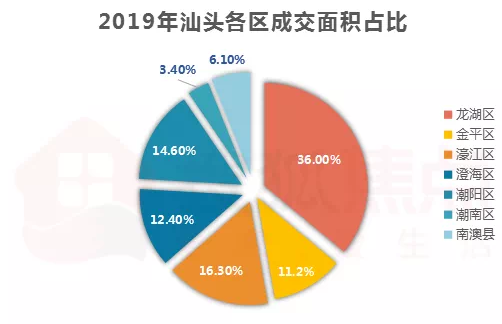 2019年汕头各区成交面积占比
6.10%
3.40%
14.60%
36.00%
12.40%
16.30%
11.2%
龙湖区
金平区
濠江区
澄海区
潮阳区
潮南区
南澳县